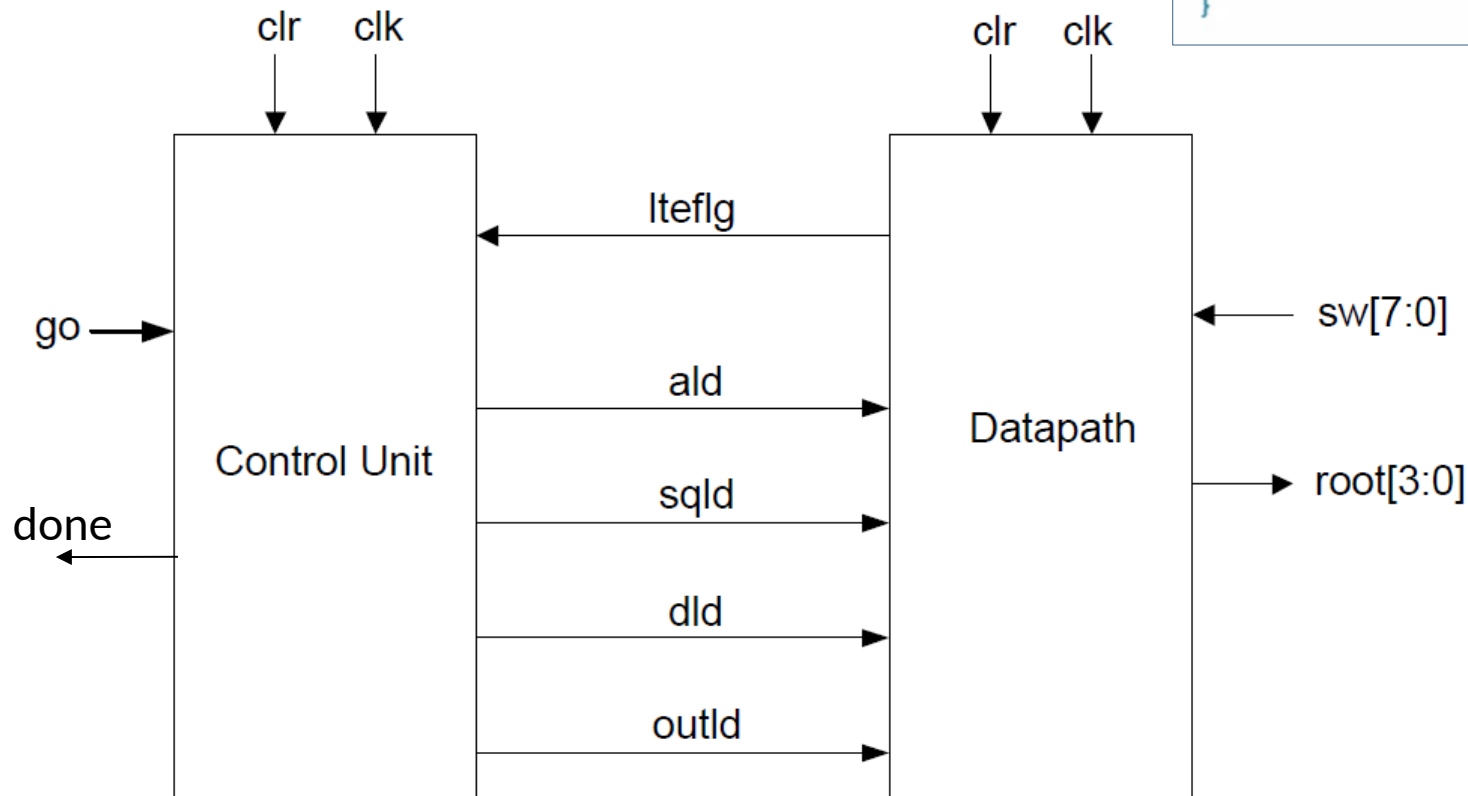 }
clr clk
clr clk
lteflg
go
sw[7:0]
ald
Control Unit
Datapath
sqld
root[3:0]
done
dld
outld